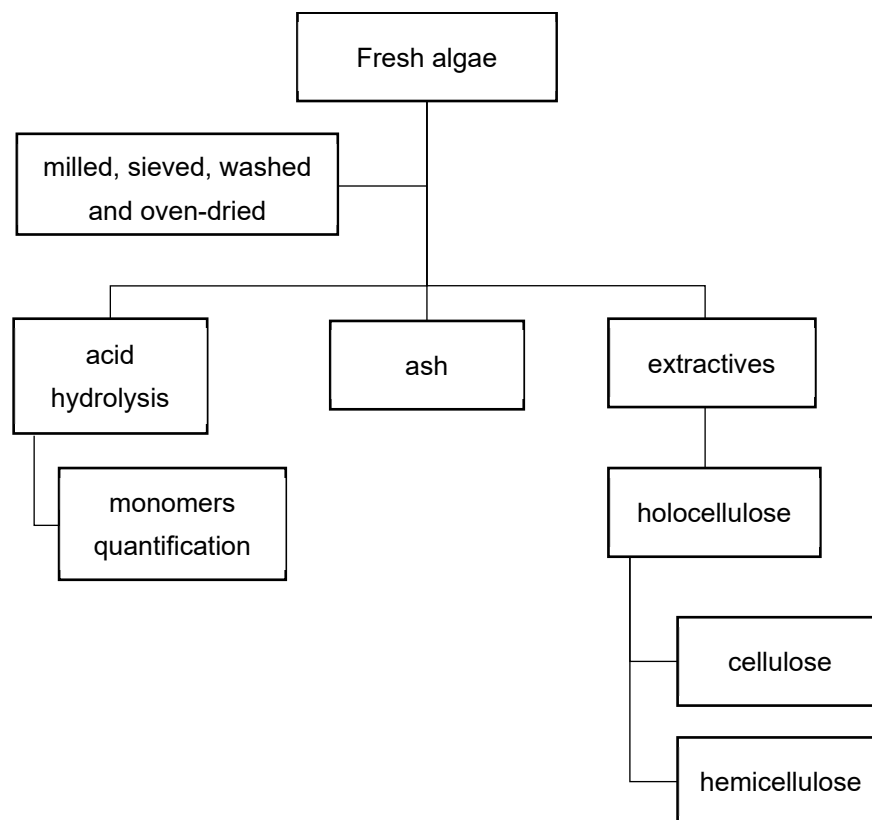 Fresh algae
milled, sieved, washed
and oven-dried
acid
hydrolysis
ash
extractives
monomers
quantification
holocellulose
cellulose
hemicellulose